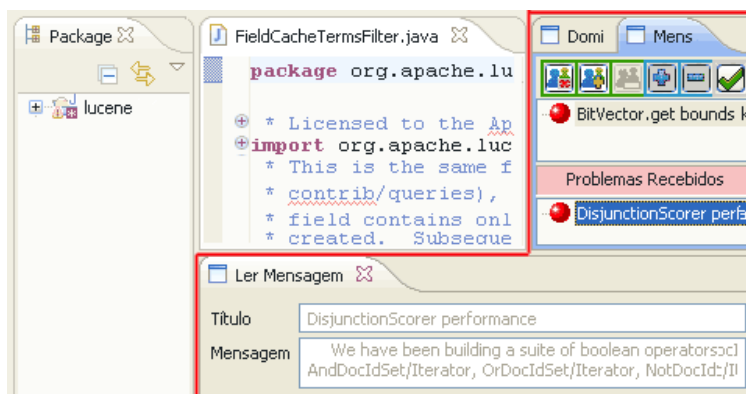 Package
lucene
FieldCacheTermsFilter.java
package org.apache.lu
* Licensed to the Ap
import org.apache.luc
* This is the same f
* contrib/queries),
* field contains onl
* created. Subseque
Domi
Mens
BitVector.get bounds k
Problemas Recebidos
DisjunctionScorer perfa
Ler Mensagem
Título
DisjunctionScorer performance
Mensagem
We have been building a suite of boolean operators
AndDocIdSet/Iterator, OrDocIdSet/Iterator,